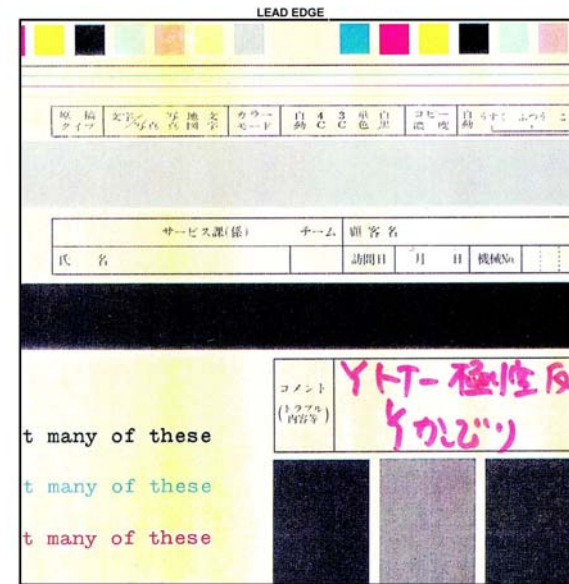 LEAD EDGE
原稿タイプ 文字/写真 写真 地図 文字 カラーモード 自動 4C 3C 単色 白黒 コピー濃度 自動 うすく ふつう こ
サービス課(係) チーム 顧客名
氏 名 訪問日 月 日 機械No.
コメント
(トラブル内容等)
Yトナー極性反
Yかぶり
t many of these
t many of these
t many of these